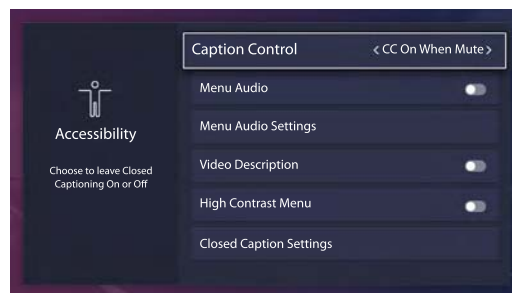 Caption Control
< CC On When Mute >
Menu Audio
Menu Audio Settings
Video Description
High Contrast Menu
Closed Caption Settings
Accessibility
Choose to leave Closed
Captioning On or Off